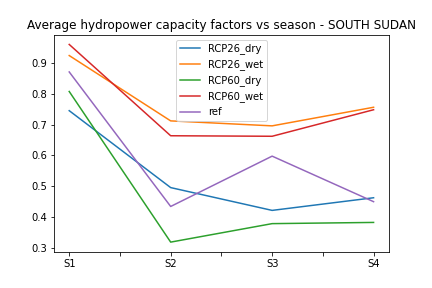 Average hydropower capacity factors vs season - SOUTH SUDAN
RCP26_dry
RCP26_wet
RCP60_dry
RCP60_wet
ref
0.9
0.8
0.7
0.6
0.5
0.4
0.3
S1
S2
S3
S4